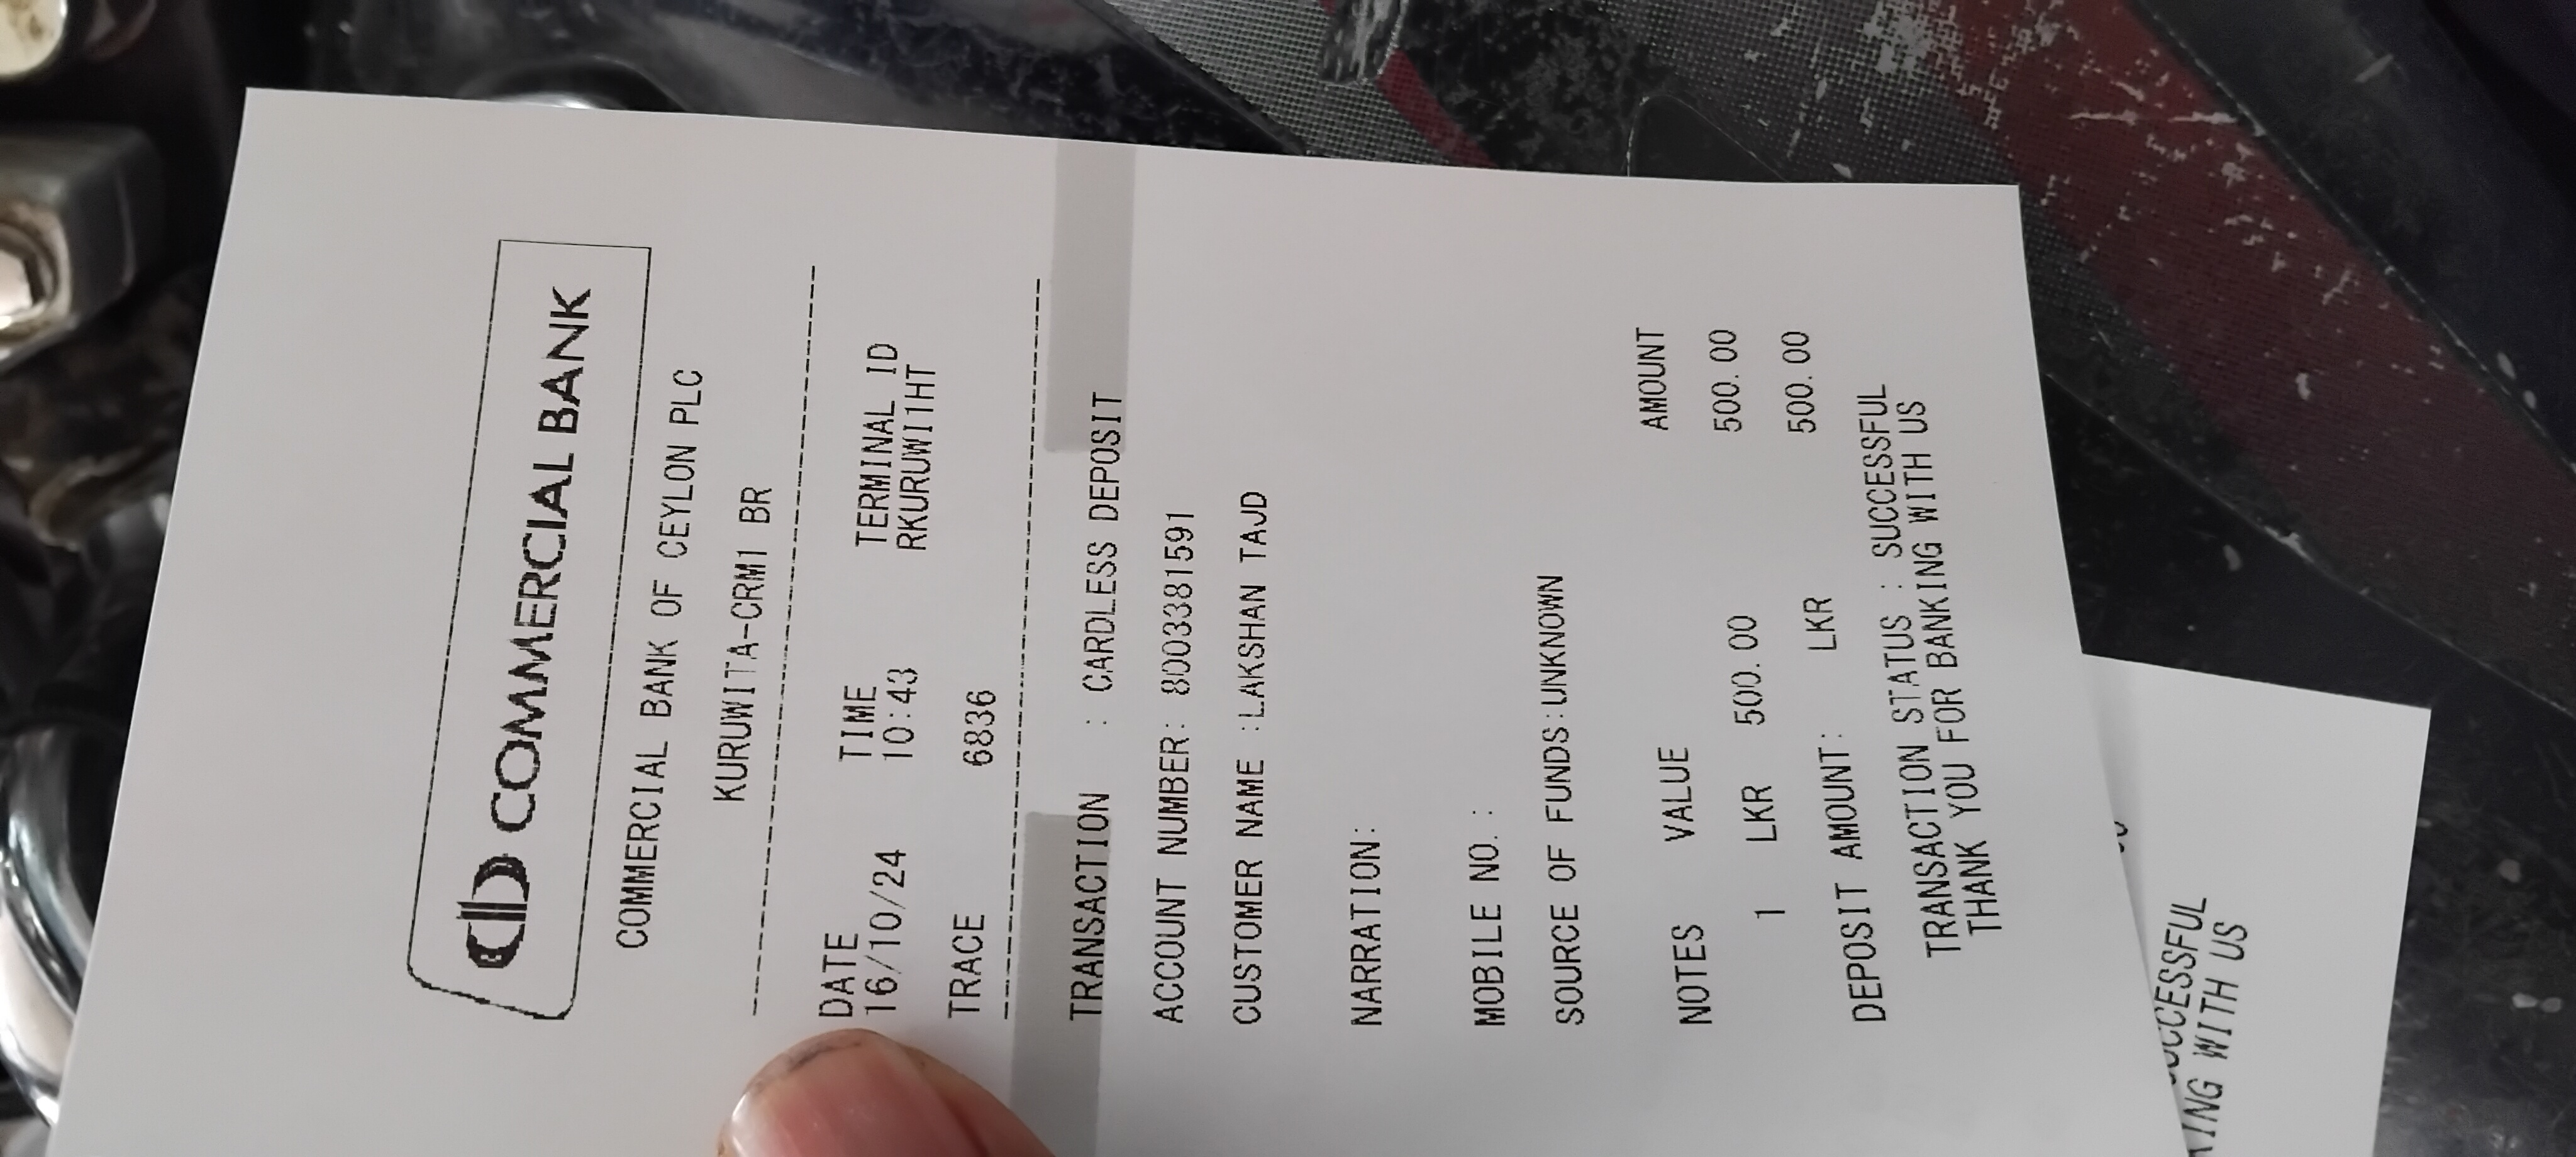 COMMERCIAL BANK
COMMERCIAL BANK OF CEYLON PLC
KURUWITA-CRM1 BR
DATE TIME TERMINAL ID
16/10/24 10:43 RKURUWI1HT
TRACE 6836
TRANSACTION : CARDLESS DEPOSIT
ACCOUNT NUMBER: 8003381591
CUSTOMER NAME :LAKSHAN TAJD
NARRATION:
MOBILE NO. :
SOURCE OF FUNDS:UNKNOWN
NOTES VALUE AMOUNT
1 LKR 500.00 500.00
DEPOSIT AMOUNT: LKR 500.00
TRANSACTION STATUS : SUCCESSFUL
THANK YOU FOR BANKING WITH US
WITH US